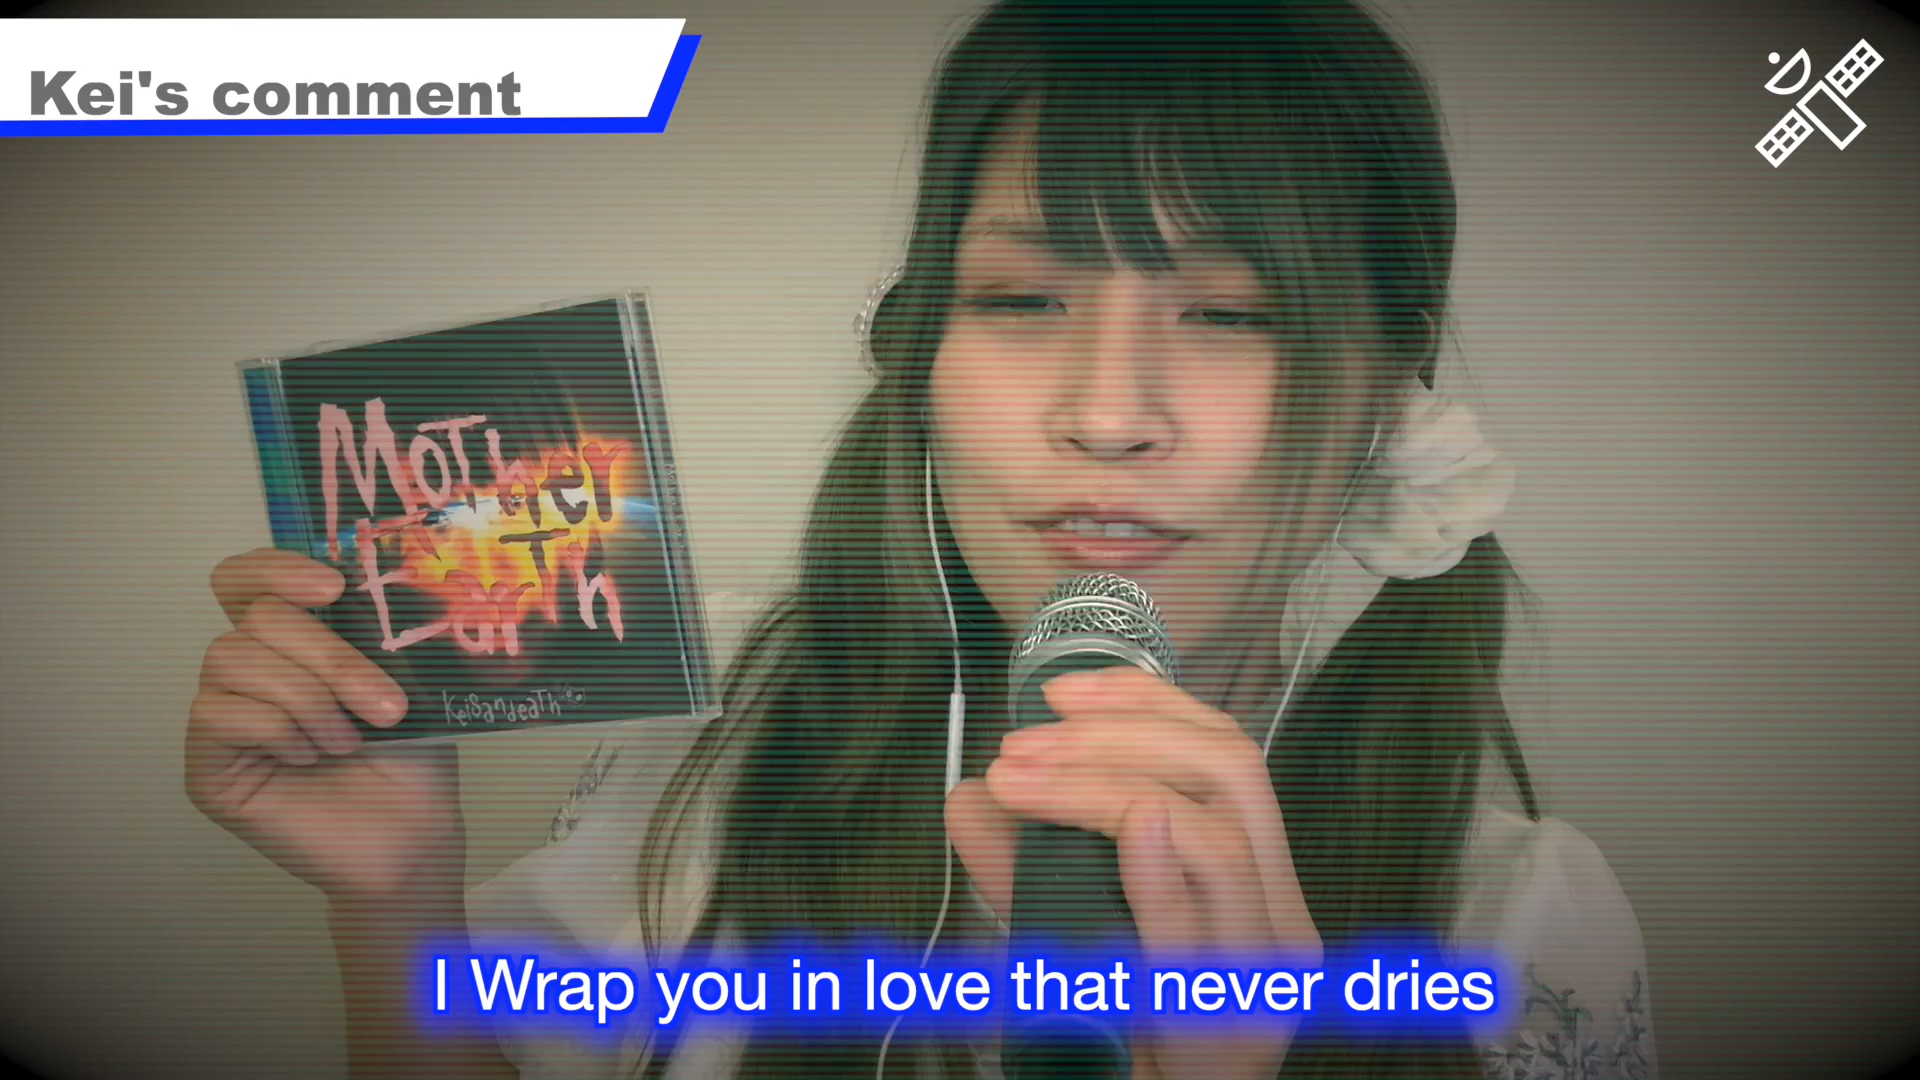 Kei's comment
Mother
Earth
Keisandeath
I Wrap you in love that never dries